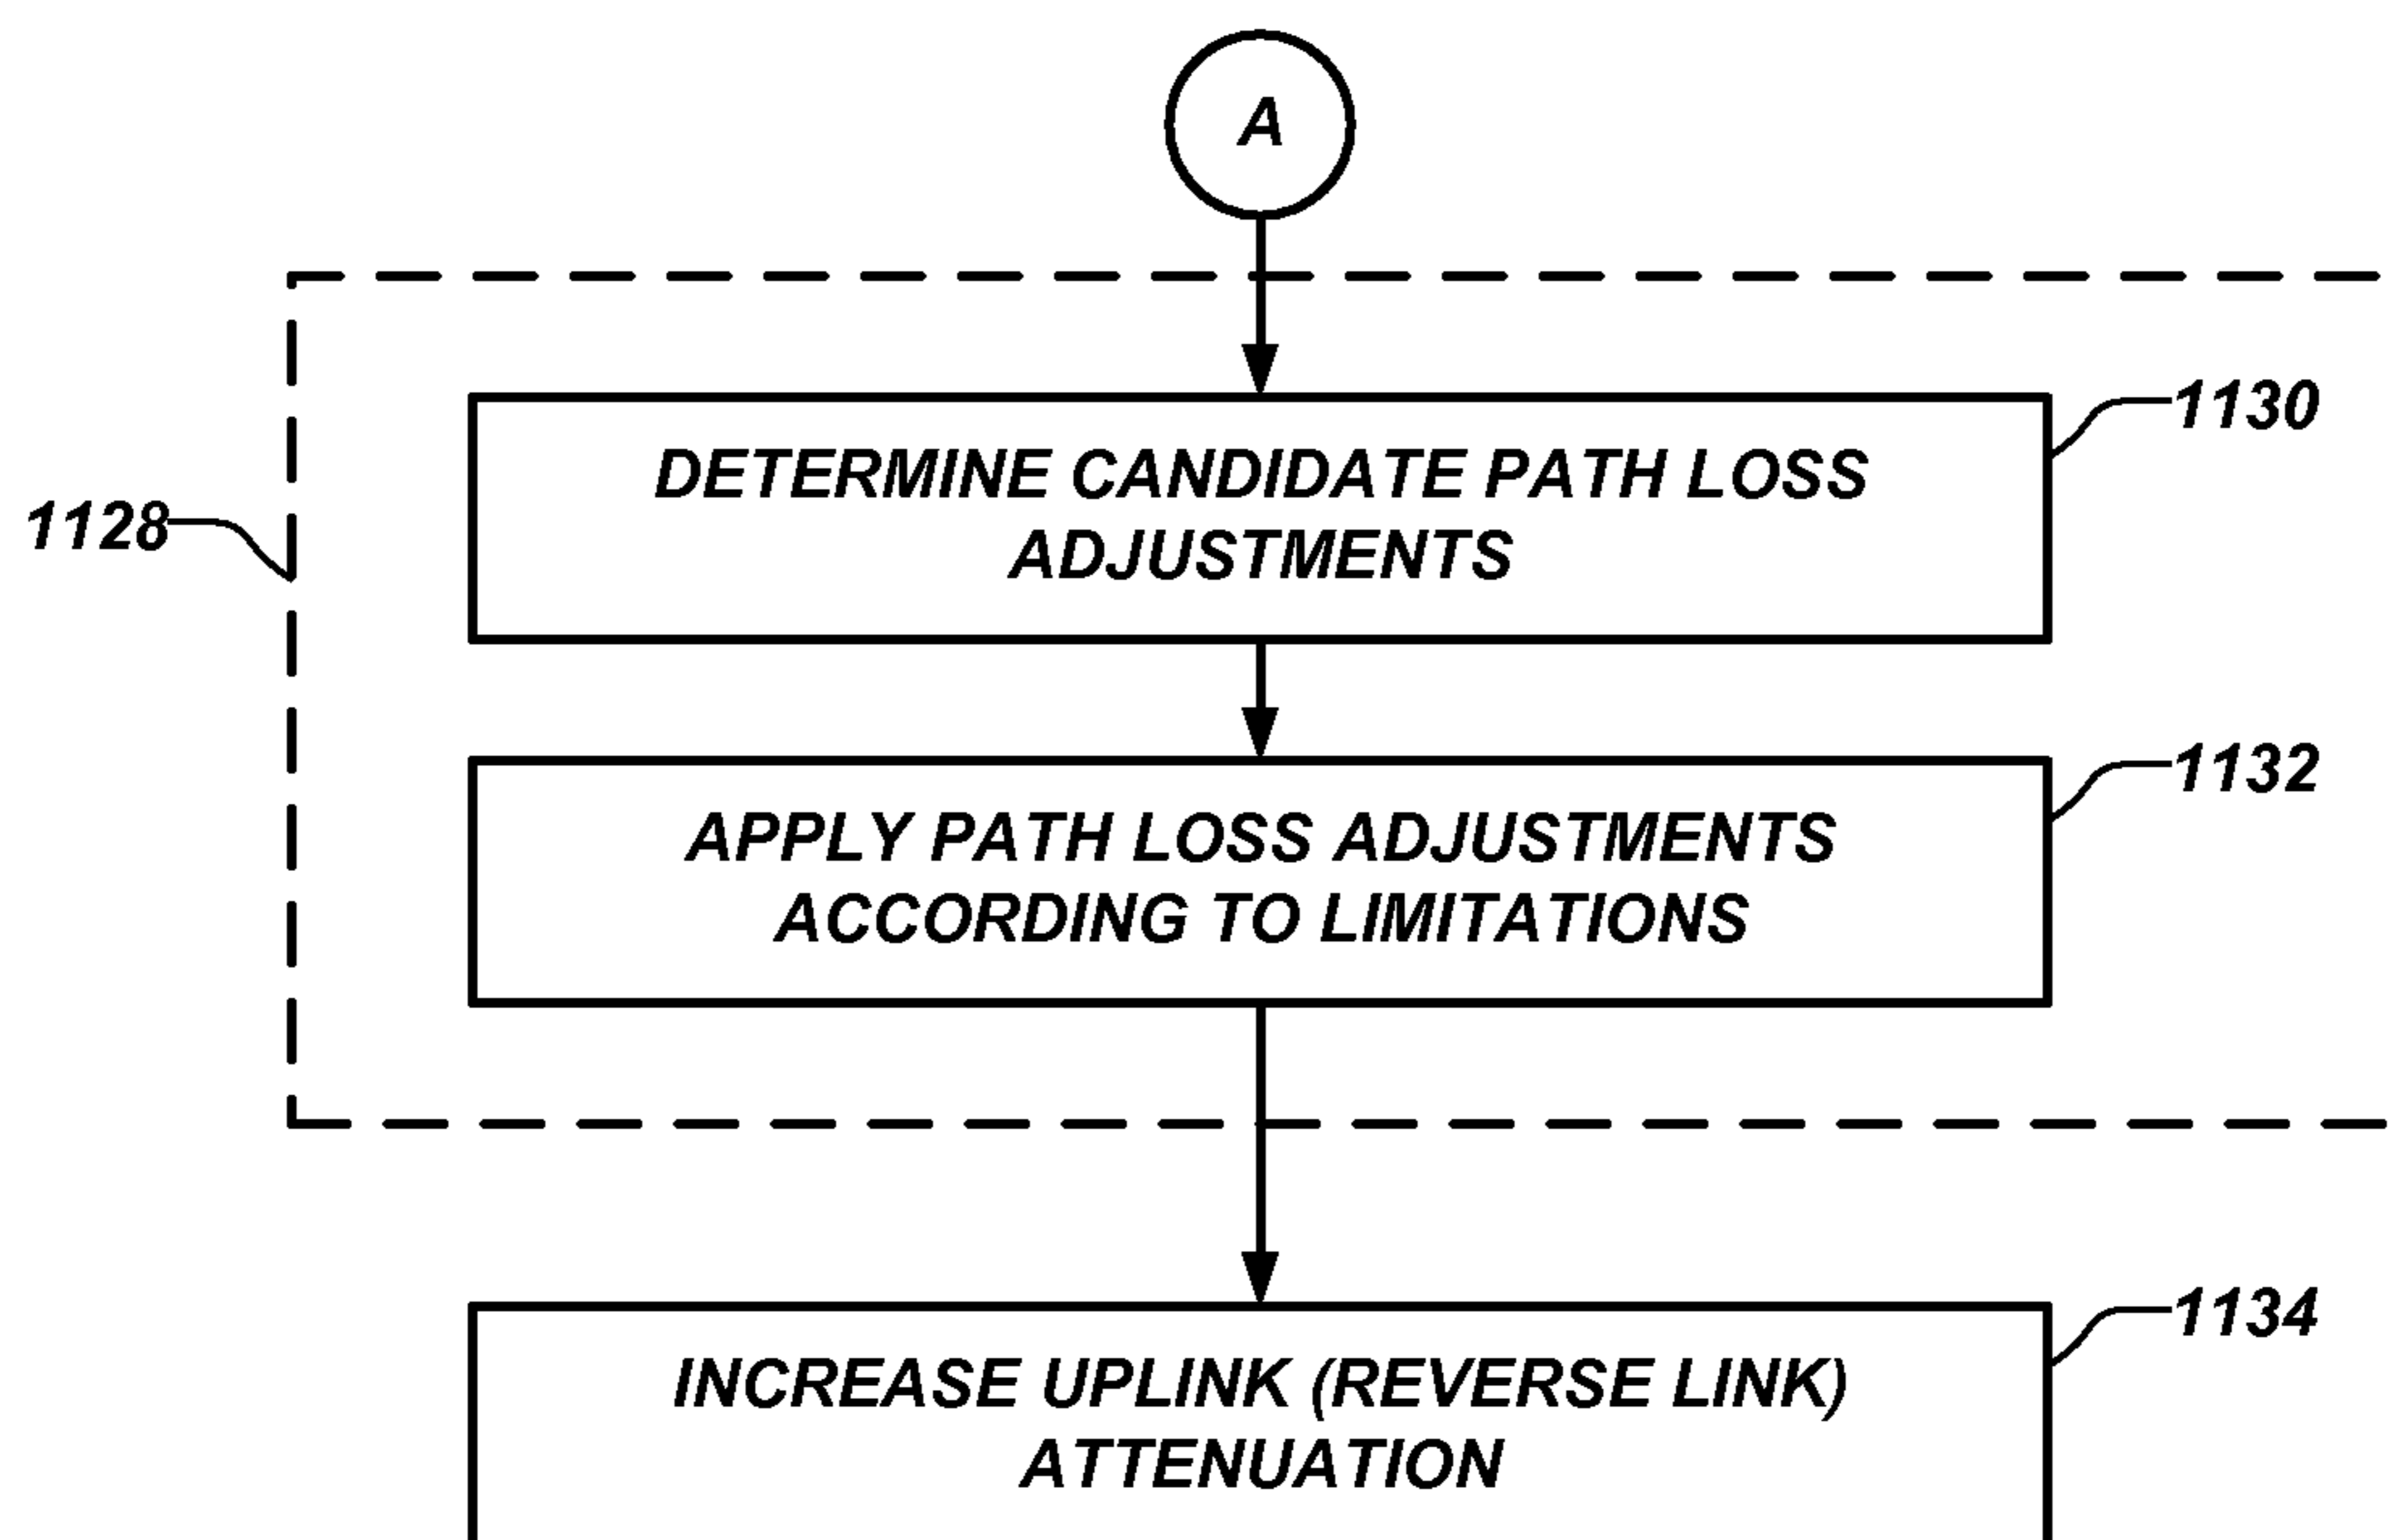 A
1130
DETERMINE CANDIDATE PATH LOSS
ADJUSTMENTS
1128
1132
APPLY PATH LOSS ADJUSTMENTS
ACCORDING TO LIMITATIONS
1134
INCREASE UPLINK (REVERSE LINK)
ATTENUATION